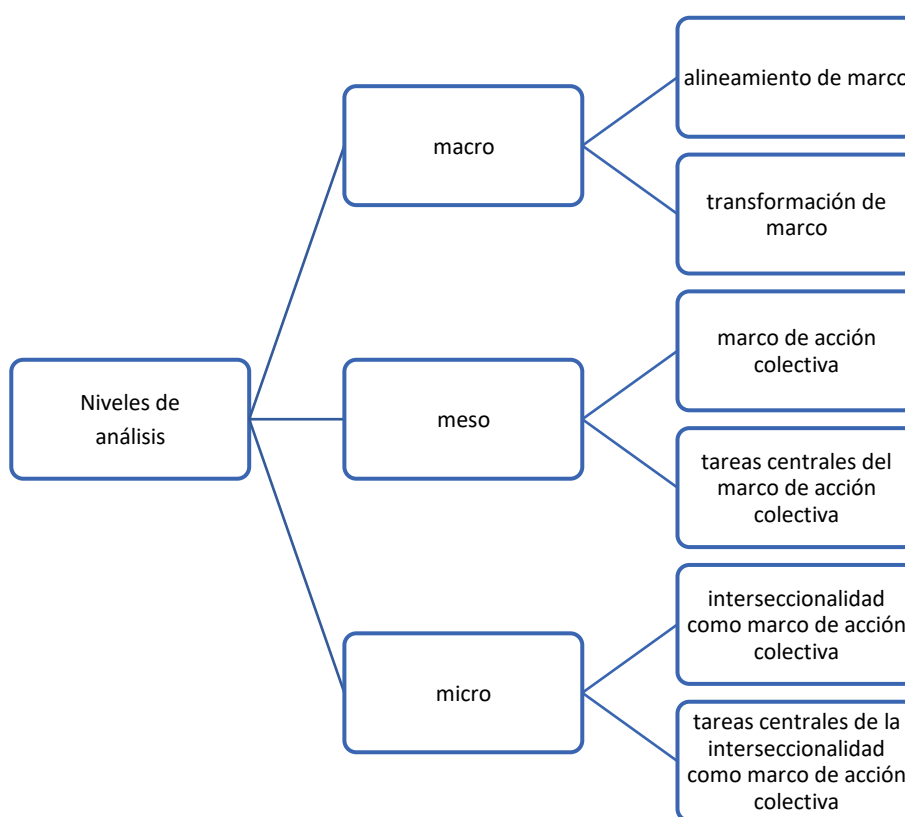 Niveles de
análisis
macro
alineamiento de marco
transformación de
marco
meso
marco de acción
colectiva
tareas centrales del
marco de acción
colectiva
micro
interseccionalidad
como marco de acción
colectiva
tareas centrales de la
interseccionalidad
como marco de acción
colectiva